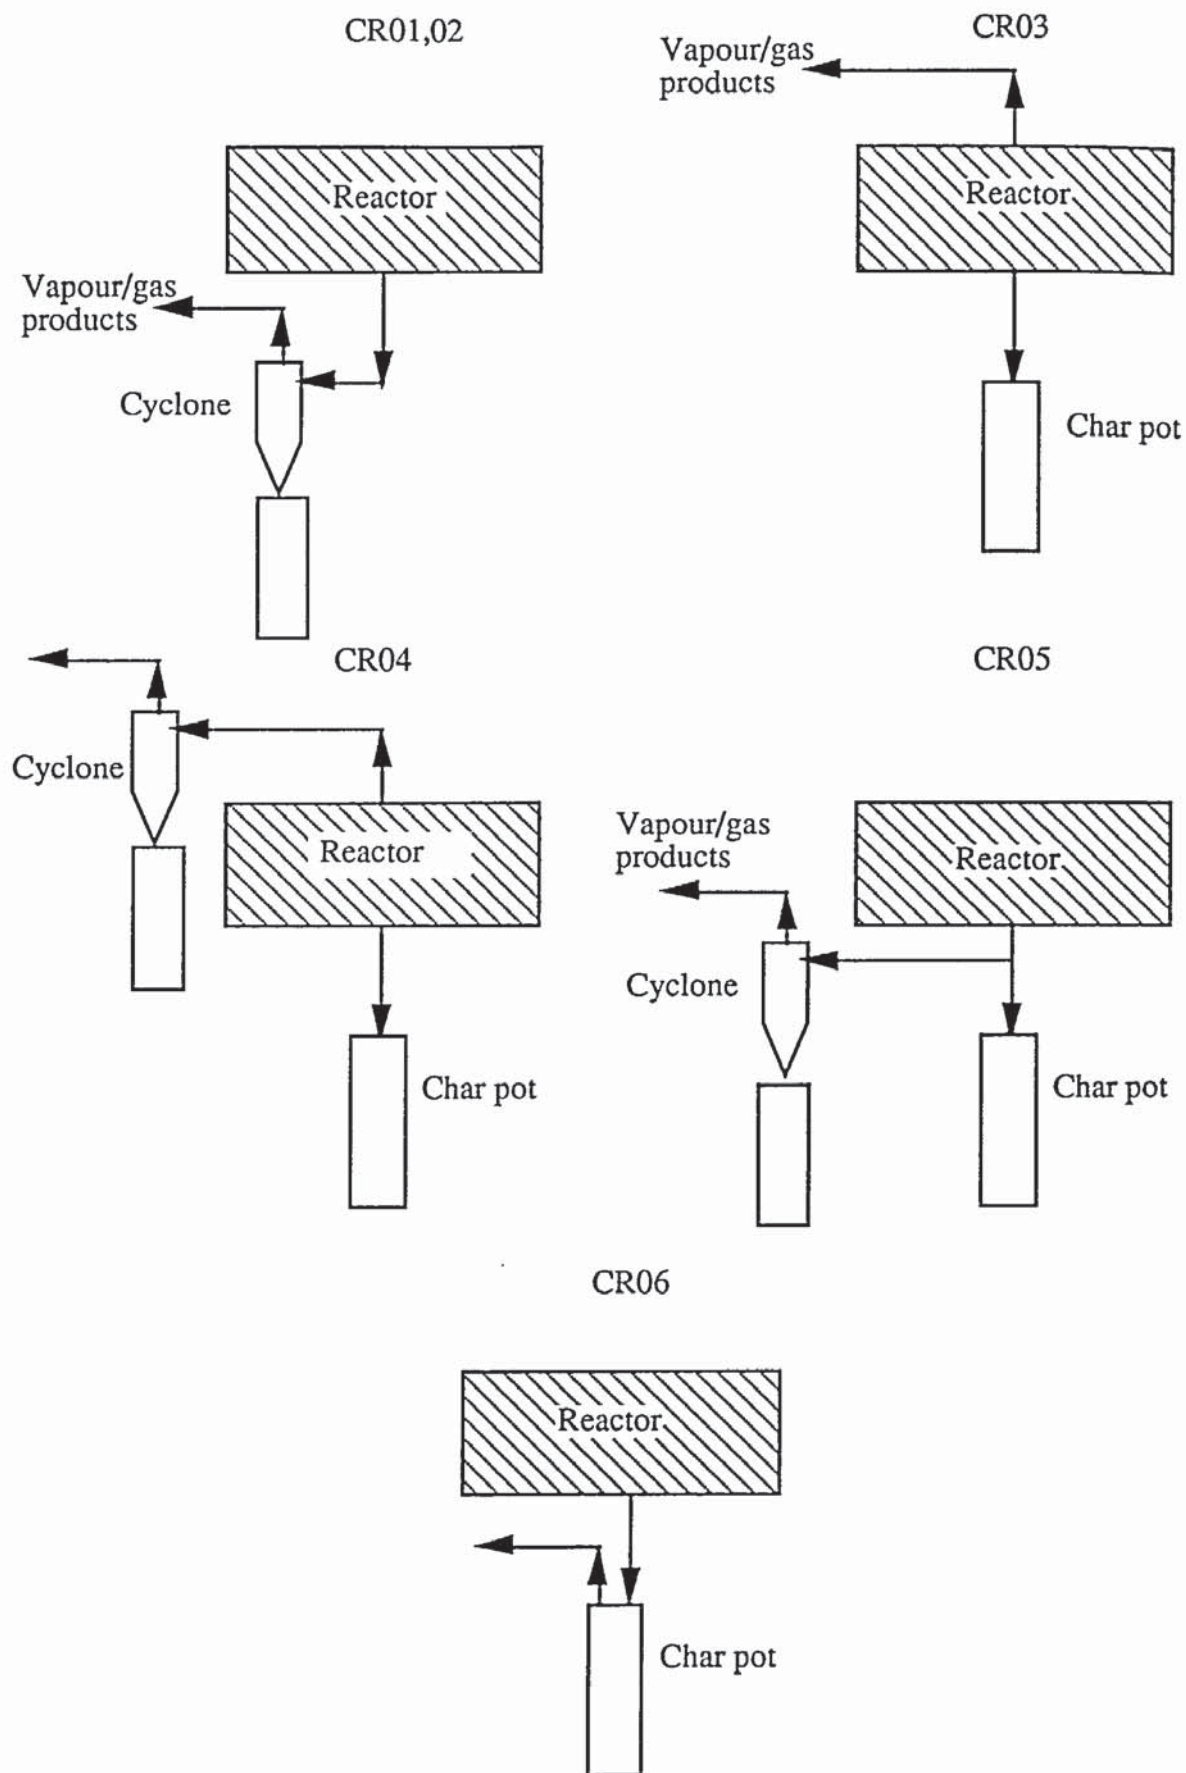 CR01,02
Vapour/gas
products
Reactor
Cyclone
CR03
Vapour/gas
products
Reactor
Char pot
CR04
Cyclone
Reactor
Char pot
CR05
Vapour/gas
products
Reactor
Cyclone
Char pot
CR06
Reactor
Char pot